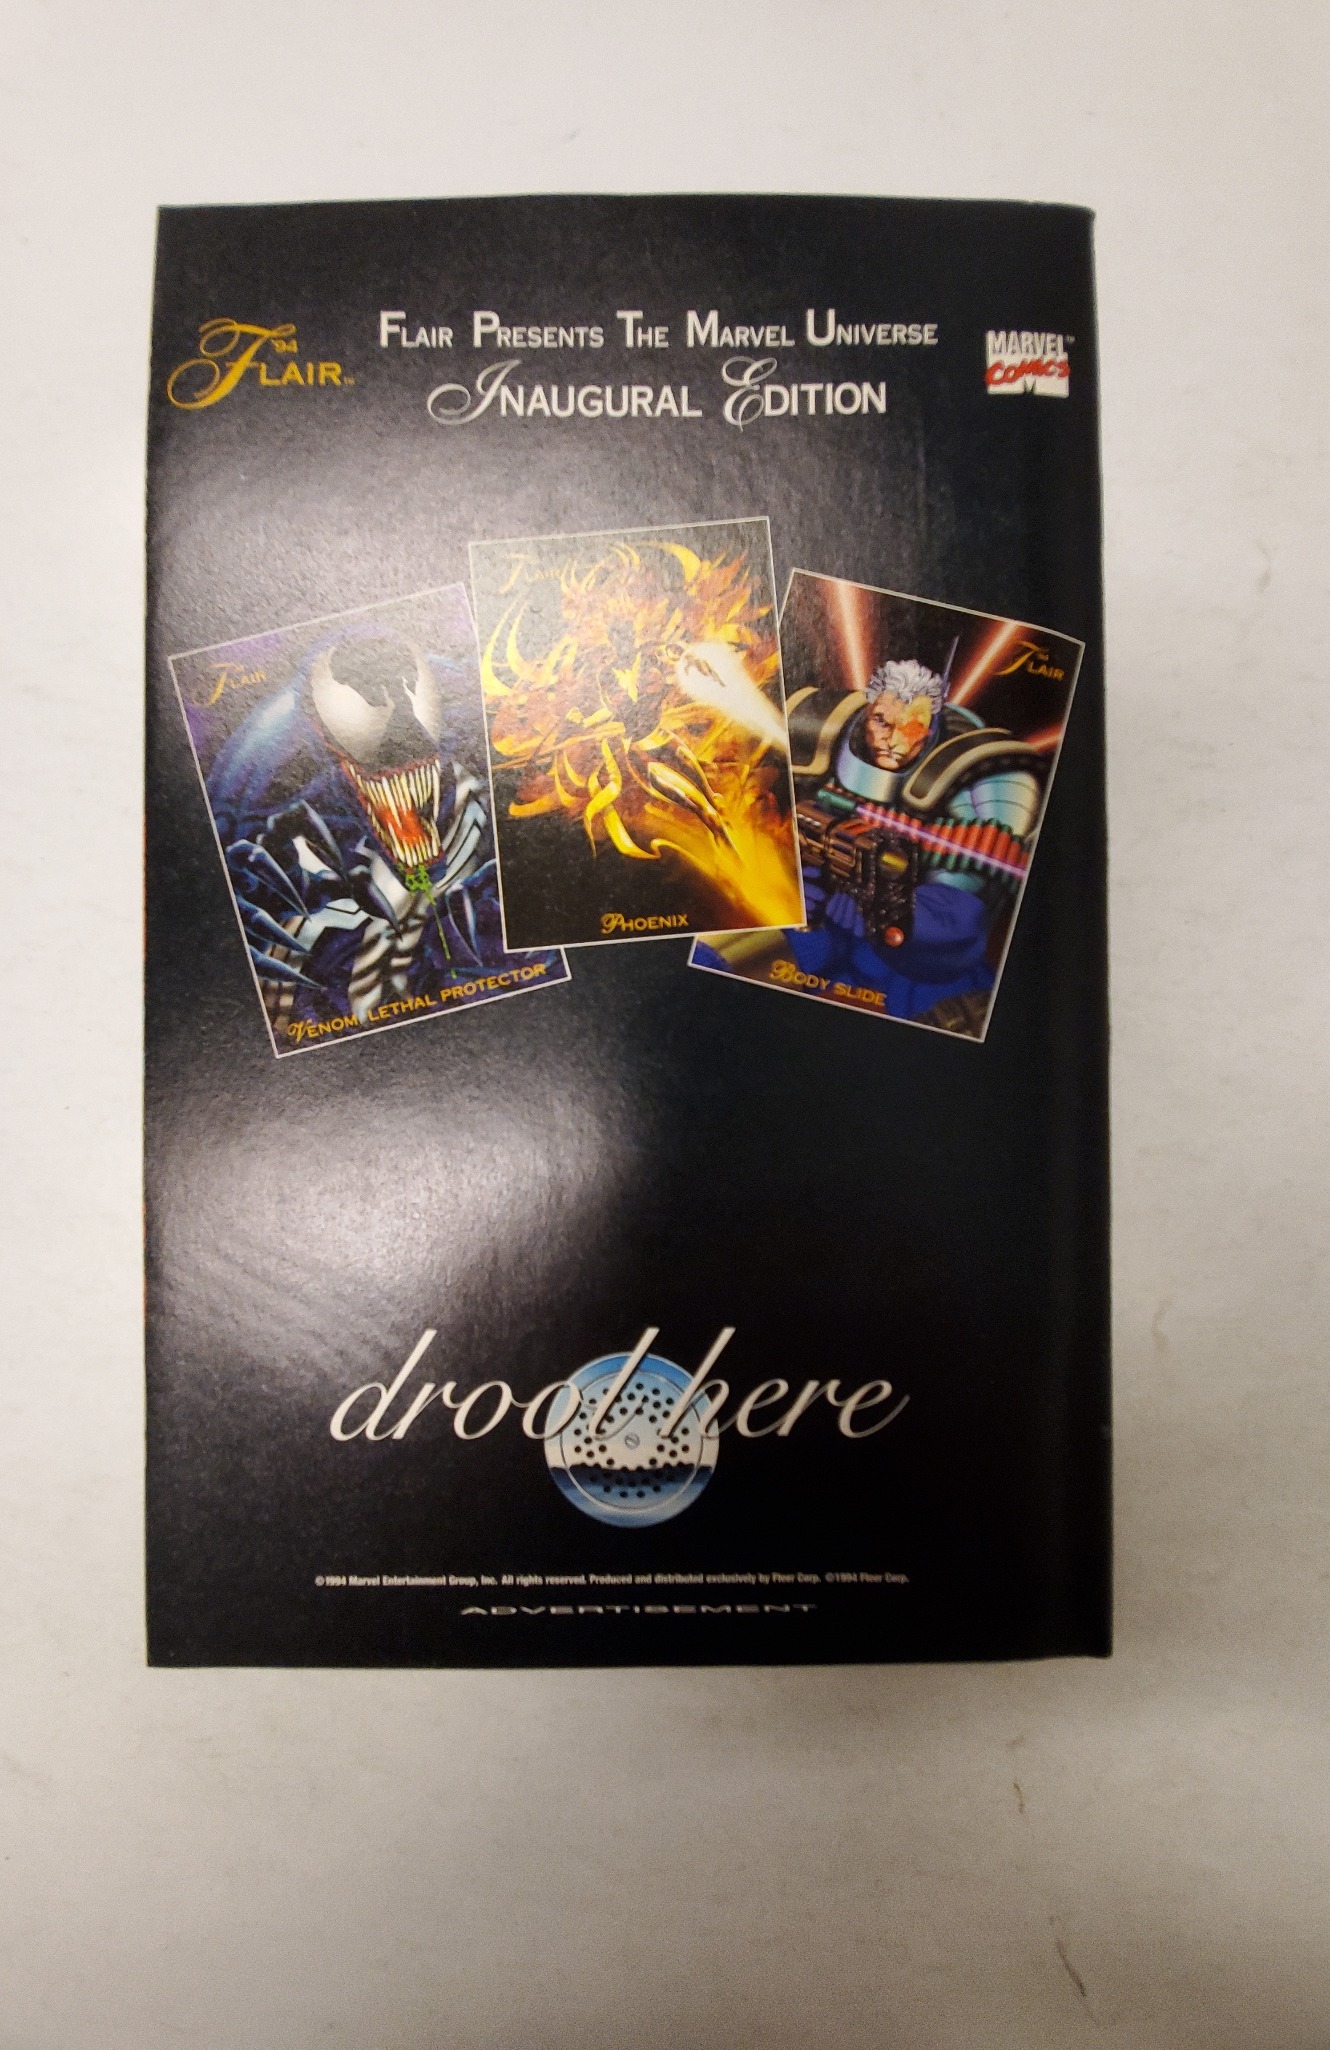 '94
FLAIR™
FLAIR PRESENTS THE MARVEL UNIVERSE
INAUGURAL EDITION
MARVEL™
COMICS
FLAIR
VENOM, LETHAL PROTECTOR
FLAIR
PHOENIX
FLAIR
BODY SLIDE
drool here
©1994 Marvel Entertainment Group, Inc. All rights reserved. Produced and distributed exclusively by Fleer Corp. ©1994 Fleer Corp.
ADVERTISEMENT